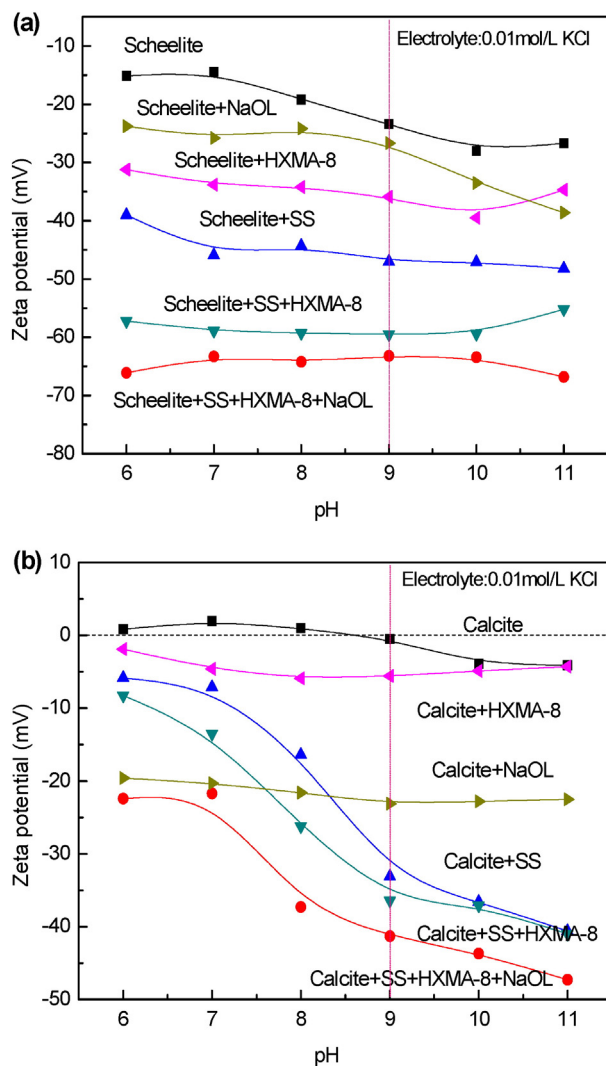 (a)
Zeta potential (mV)
-10
-20
-30
-40
-50
-60
-70
-80
Scheelite
Electrolyte:0.01mol/L KCl
Scheelite+NaOL
Scheelite+HXMA-8
Scheelite+SS
Scheelite+SS+HXMA-8
Scheelite+SS+HXMA-8+NaOL
6 7 8 9 10 11
pH
(b)
Zeta potential (mV)
10
0
-10
-20
-30
-40
-50
Electrolyte:0.01mol/L KCl
Calcite
Calcite+HXMA-8
Calcite+NaOL
Calcite+SS
Calcite+SS+HXMA-8
Calcite+SS+HXMA-8+NaOL
6 7 8 9 10 11
pH